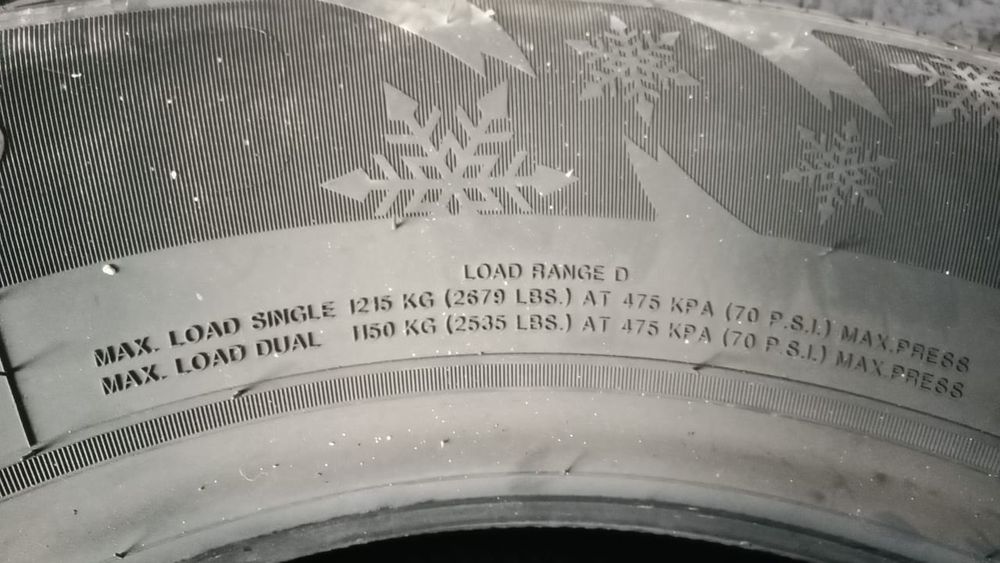 LOAD RANGE D
MAX. LOAD SINGLE 1215 KG (2679 LBS.) AT 475 KPA (70 P.S.I.) MAX.PRESS
MAX. LOAD DUAL 1150 KG (2535 LBS.) AT 475 KPA (70 P.S.I.) MAX.PRESS